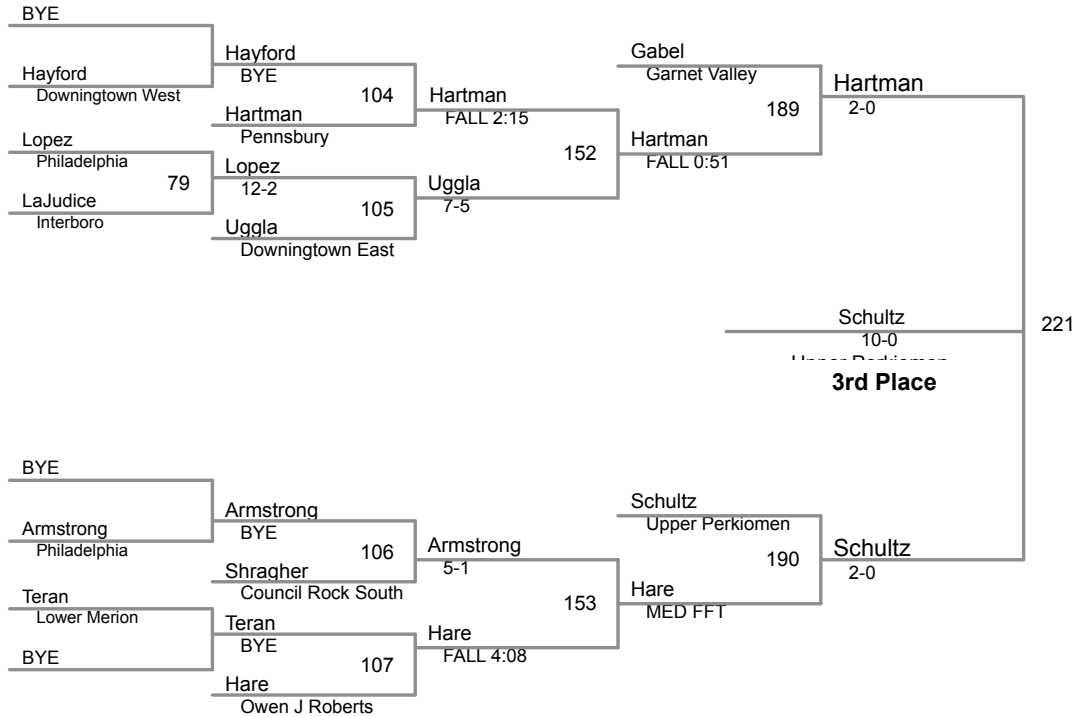 BYE
Hayford
Downingtown West
Lopez
Philadelphia
79
LaJudice
Interboro
Hayford
BYE
104
Hartman
Pennsbury
Lopez
12-2
105
Uggla
Downingtown East
Hartman
FALL 2:15
152
Uggla
7-5
Gabel
Garnet Valley
189
Hartman
FALL 0:51
Hartman
2-0
Schultz
10-0
221
3rd Place
BYE
Armstrong
Philadelphia
Teran
Lower Merion
BYE
Armstrong
BYE
106
Shragher
Council Rock South
Teran
BYE
107
Hare
Owen J Roberts
Armstrong
5-1
153
Hare
FALL 4:08
Schultz
Upper Perkiomen
190
Hare
MED FFT
Schultz
2-0